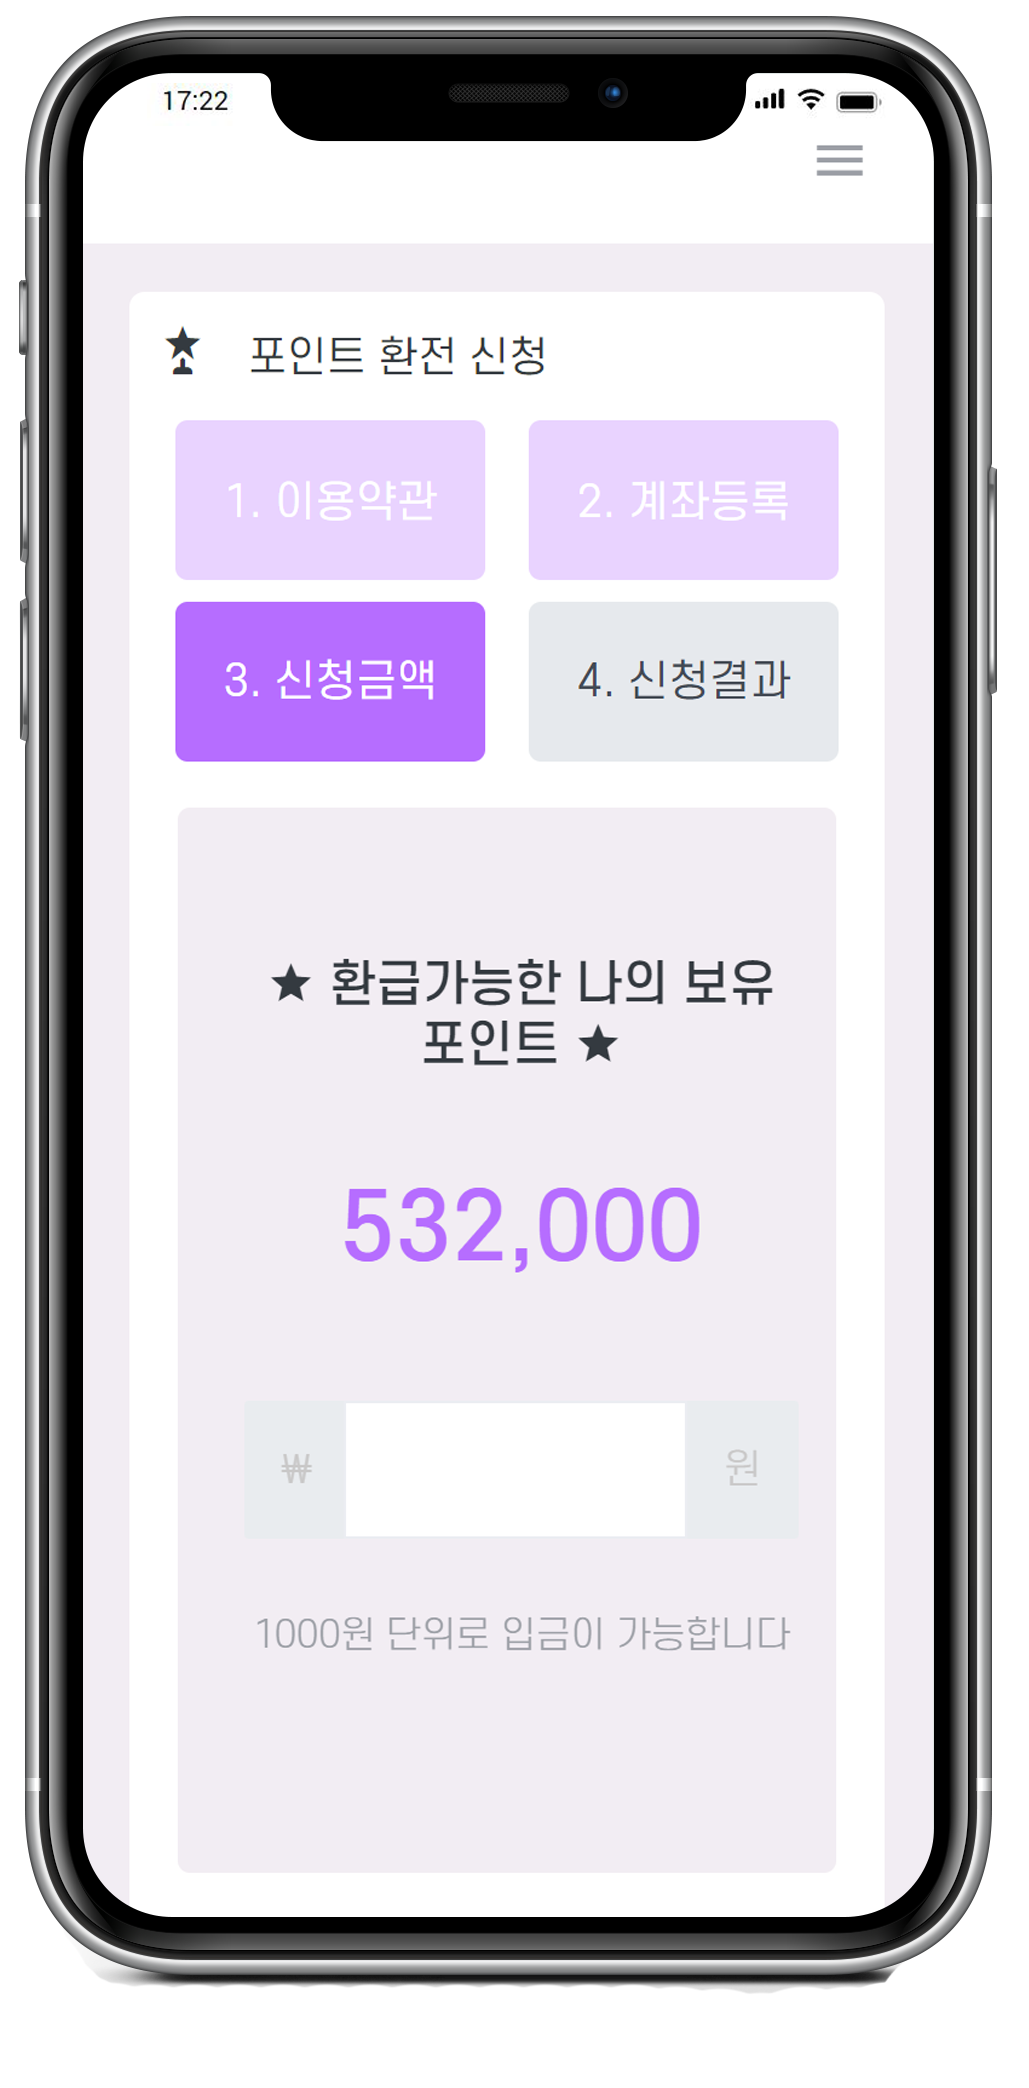 17:22
포인트 환전 신청
1. 이용약관
2. 계좌등록
3. 신청금액
4. 신청결과
★ 환급가능한 나의 보유
포인트 ★
532,000
₩ 원
1000원 단위로 입금이 가능합니다